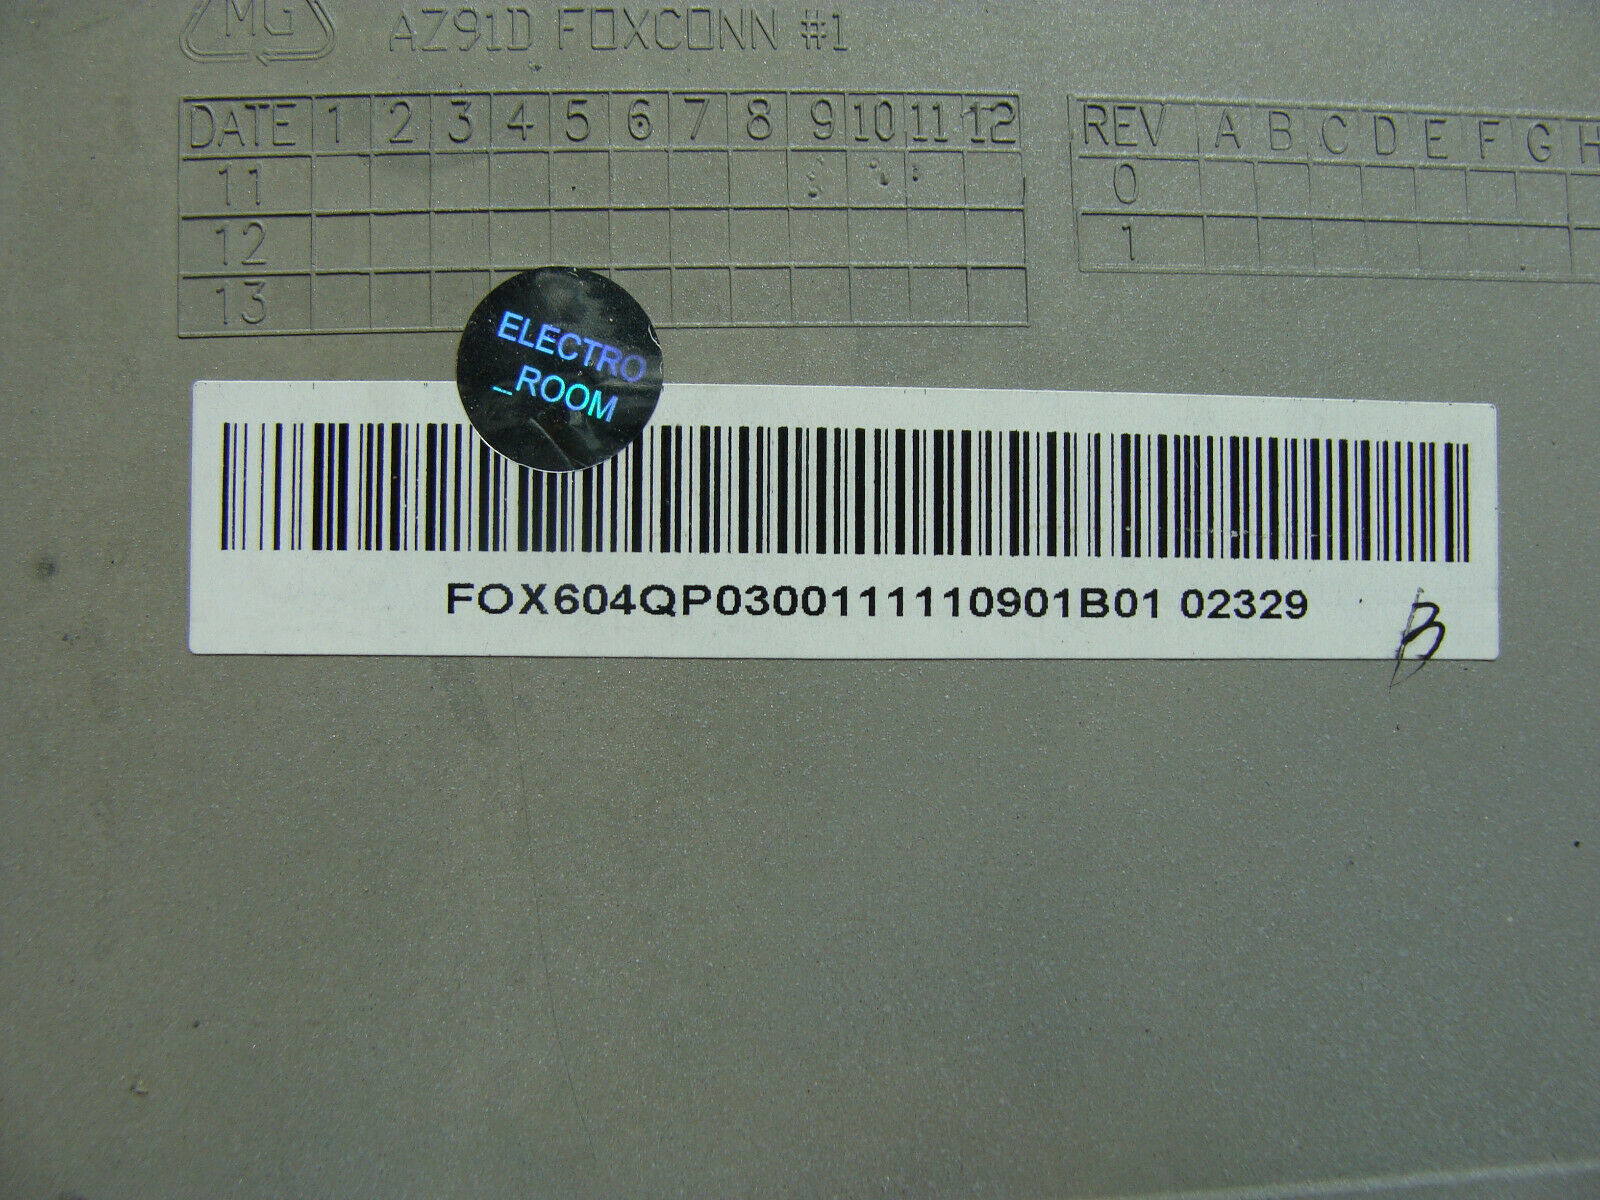 MG
AZ91D FOXCONN #1
DATE 1 2 3 4 5 6 7 8 9 10 11 12
11
12
13
REV A B C D E F G H
0
1
ELECTRO
_ROOM
FOX604QP0300111110901B01 02329
B